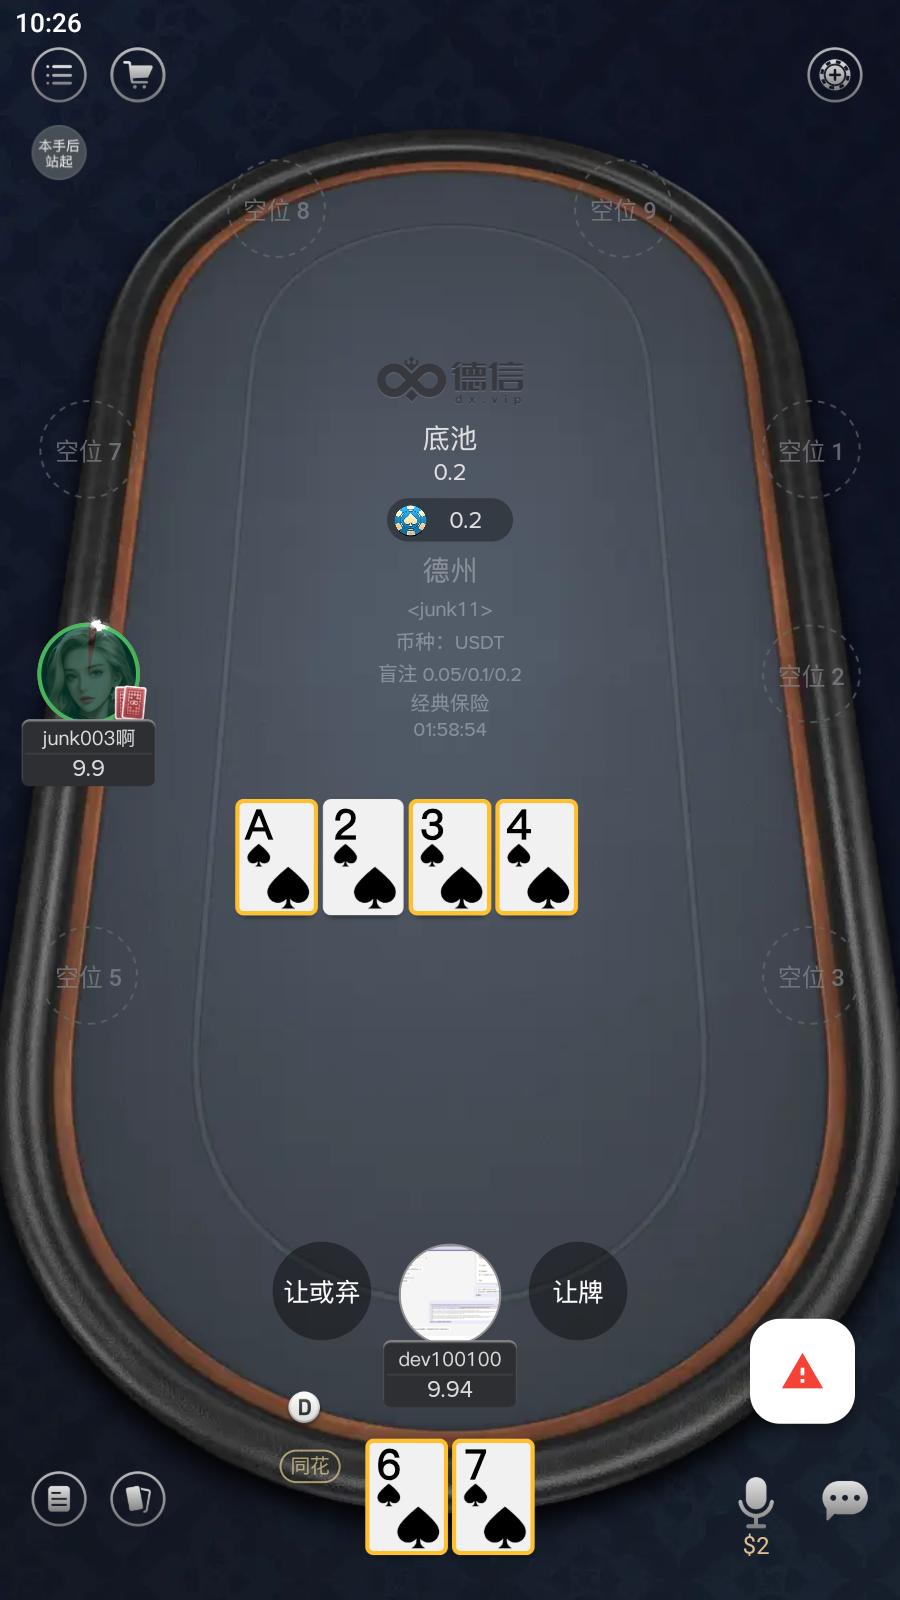 10:26
本手后
站起
空位 8
空位 9
德信
dx.vip
底池
0.2
0.2
空位 7
空位 1
德州
<junk11>
币种：USDT
盲注 0.05/0.1/0.2
经典保险
01:58:54
空位 2
junk003啊
9.9
A
2
3
4
空位 5
空位 3
让或弃
让牌
dev100100
9.94
D
同花
6
7
$2